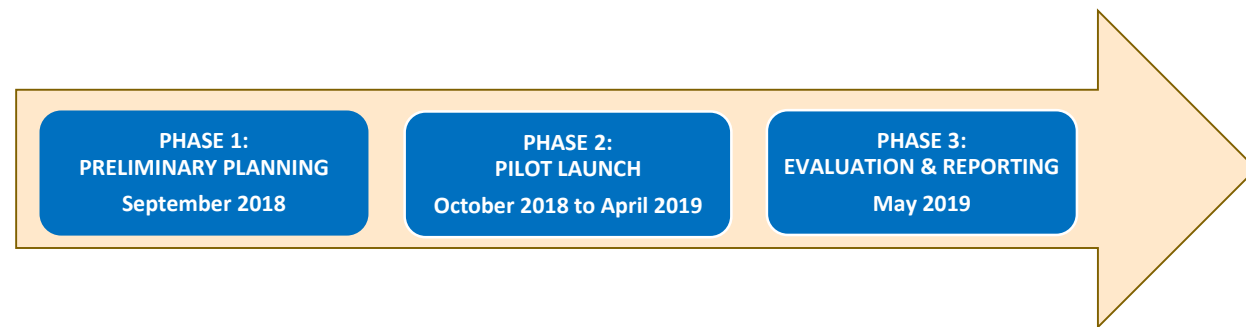 PHASE 1:
PRELIMINARY PLANNING
September 2018
PHASE 2:
PILOT LAUNCH
October 2018 to April 2019
PHASE 3:
EVALUATION & REPORTING
May 2019